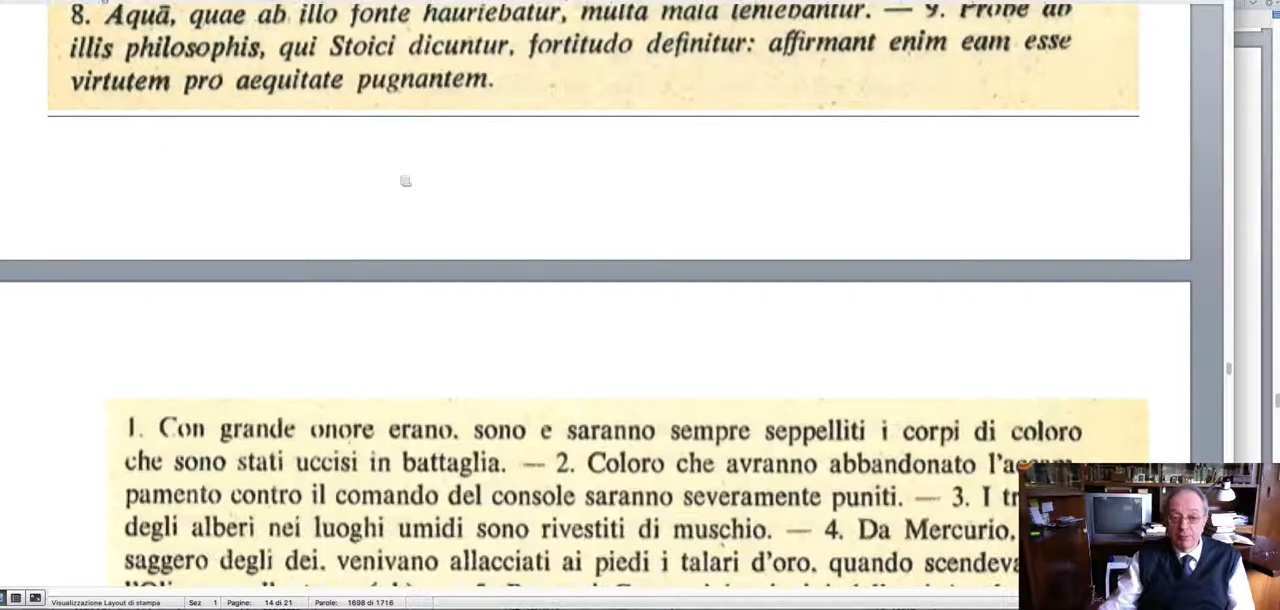 8. Aquā, quae ab illo fonte hauriebatur, multa mala leniebantur. — 9. Probe ab
illis philosophis, qui Stoici dicuntur, fortitudo definitur: affirmant enim eam esse
virtutem pro aequitate pugnantem.
1. Con grande onore erano, sono e saranno sempre seppelliti i corpi di coloro
che sono stati uccisi in battaglia. — 2. Coloro che avranno abbandonato
pamento contro il comando del console saranno severamente puniti. — 3. I
degli alberi nei luoghi umidi sono rivestiti di muschio. — 4. Da Mercurio,
saggero degli dei, venivano allacciati ai piedi i talari d'oro, quando
Visualizzazione Layout di stampa Sez 1 Pagine: 14 di 21 Parole: 1698 di 1716